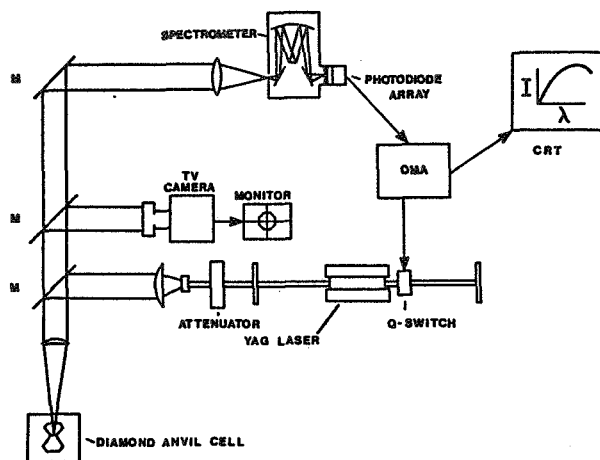 SPECTROMETER
M
PHOTODIODE
ARRAY
I
λ
CRT
OMA
TV
CAMERA
MONITOR
M
M
ATTENUATOR
YAG LASER
Q-SWITCH
DIAMOND ANVIL CELL